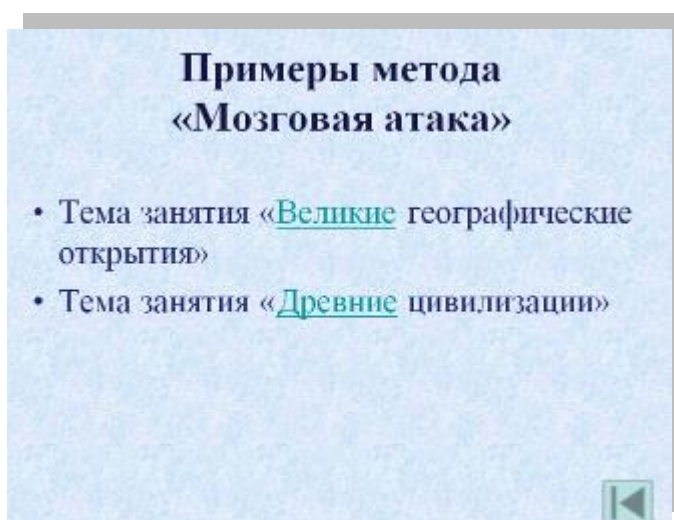 Примеры метода
«Мозговая атака»
• Тема занятия «Великие географические
открытия»
• Тема занятия «Древние цивилизации»